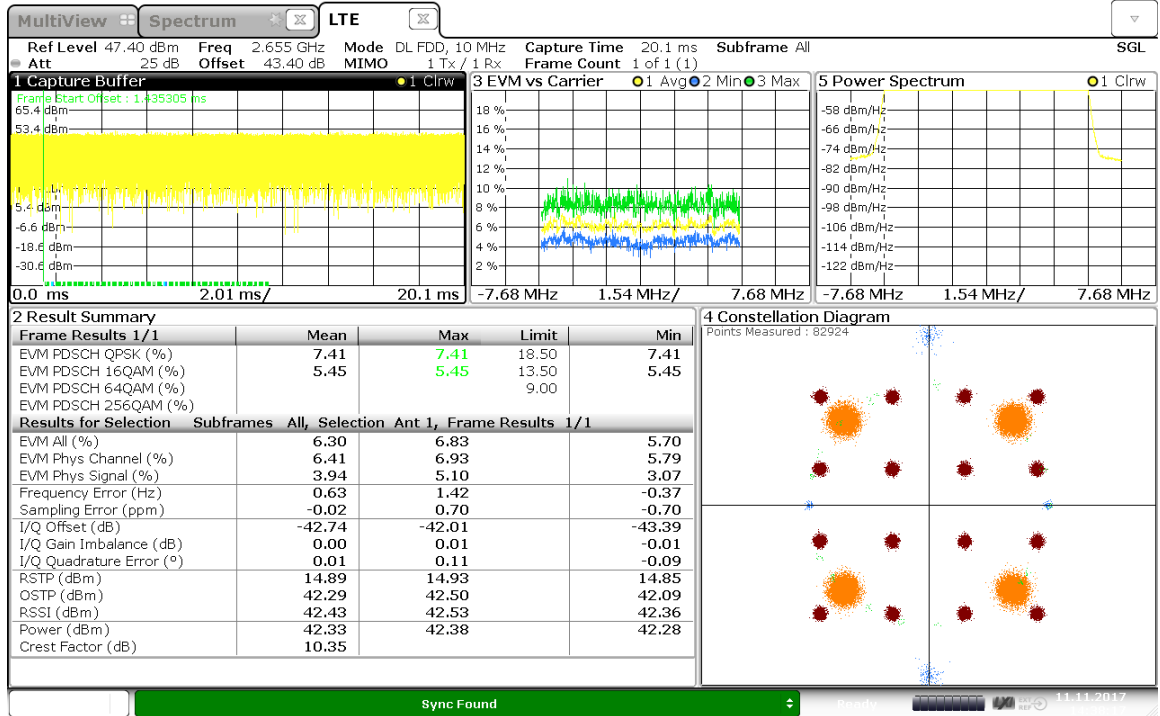 MultiView Spectrum LTE
Ref Level 47.40 dBm Freq 2.655 GHz Mode DL FDD, 10 MHz Capture Time 20.1 ms Subframe All SGL
Att 25 dB Offset 43.40 dB MIMO 1 Tx / 1 Rx Frame Count 1 of 1 (1)
1 Capture Buffer 1 Clrw
Frame Start Offset : 1.435305 ms
65.4 dBm
53.4 dBm
5.4 dBm
-6.6 dBm
-18.6 dBm
-30.6 dBm
0.0 ms 2.01 ms/ 20.1 ms
3 EVM vs Carrier 1 Avg 2 Min 3 Max
18 %
16 %
14 %
12 %
10 %
8 %
6 %
4 %
2 %
-7.68 MHz 1.54 MHz/ 7.68 MHz
5 Power Spectrum 1 Clrw
-58 dBm/Hz
-66 dBm/Hz
-74 dBm/Hz
-82 dBm/Hz
-90 dBm/Hz
-98 dBm/Hz
-106 dBm/Hz
-114 dBm/Hz
-122 dBm/Hz
-7.68 MHz 1.54 MHz/ 7.68 MHz
2 Result Summary
Frame Results 1/1 Mean Max Limit Min
EVM PDSCH QPSK (%) 7.41 7.41 18.50 7.41
EVM PDSCH 16QAM (%) 5.45 5.45 13.50 5.45
EVM PDSCH 64QAM (%) 9.00
EVM PDSCH 256QAM (%)
Results for Selection Subframes All, Selection Ant 1, Frame Results 1/1
EVM All (%) 6.30 6.83 5.70
EVM Phys Channel (%) 6.41 6.93 5.79
EVM Phys Signal (%) 3.94 5.10 3.07
Frequency Error (Hz) 0.63 1.42 -0.37
Sampling Error (ppm) -0.02 0.70 -0.70
I/Q Offset (dB) -42.74 -42.01 -43.39
I/Q Gain Imbalance (dB) 0.00 0.01 -0.01
I/Q Quadrature Error (º) 0.01 0.11 -0.09
RSTP (dBm) 14.89 14.93 14.85
OSTP (dBm) 42.29 42.50 42.09
RSSI (dBm) 42.43 42.53 42.36
Power (dBm) 42.33 42.38 42.28
Crest Factor (dB) 10.35
4 Constellation Diagram
Points Measured : 82924
Sync Found Ready LXI 11.11.2017